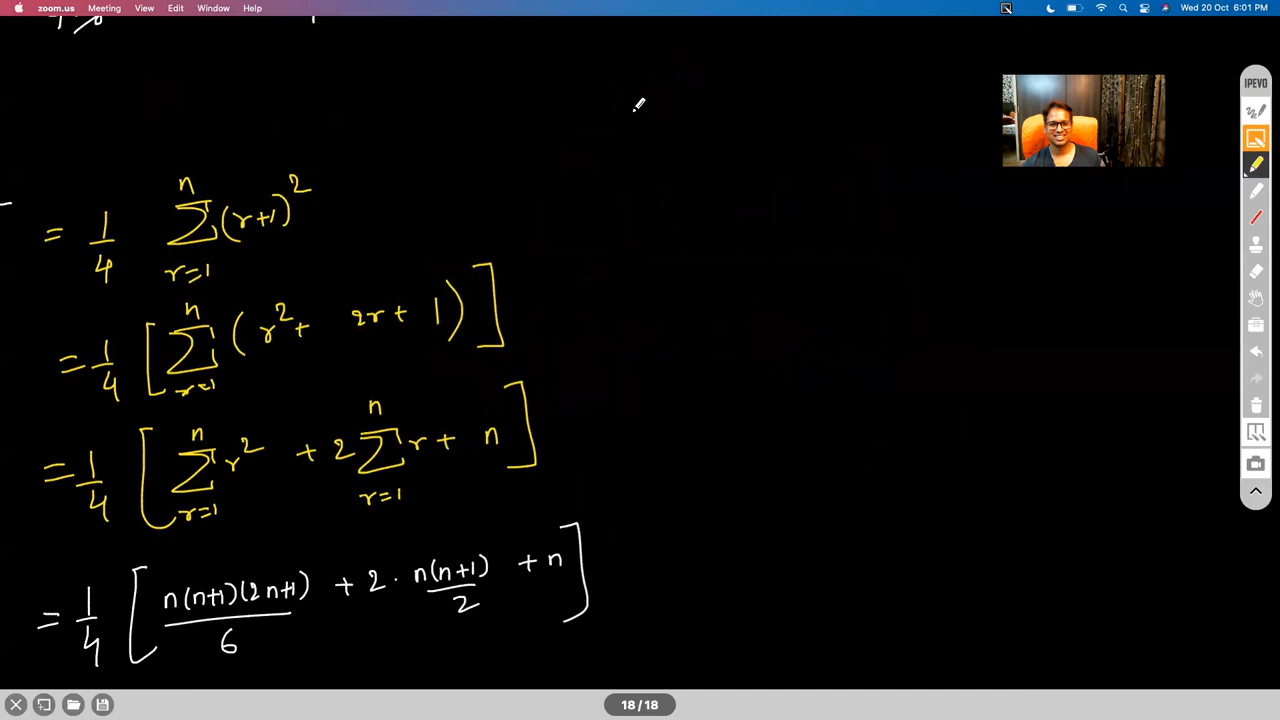 zoom.us Meeting View Edit Window Help Wed 20 Oct 6:01 PM
IPEVO
= 1/4 n∑r=1 (r+1)²
= 1/4 [ n∑r=1 ( r² + 2r + 1) ]
= 1/4 [ n∑r=1 r² + 2 n∑r=1 r + n ]
= 1/4 [ n(n+1)(2n+1)/6 + 2 · n(n+1)/2 + n ]
18 / 18